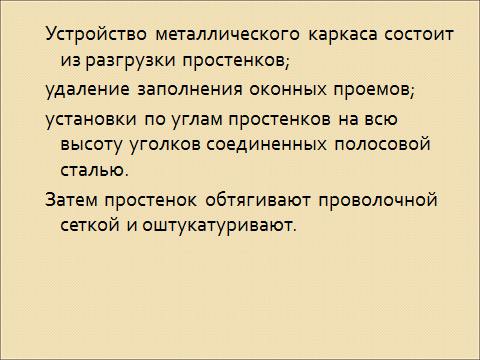 Устройство металлического каркаса состоит
из разгрузки простенков;
удаление заполнения оконных проемов;
установки по углам простенков на всю
высоту уголков соединенных полосовой
сталью.
Затем простенок обтягивают проволочной
сеткой и оштукатуривают.